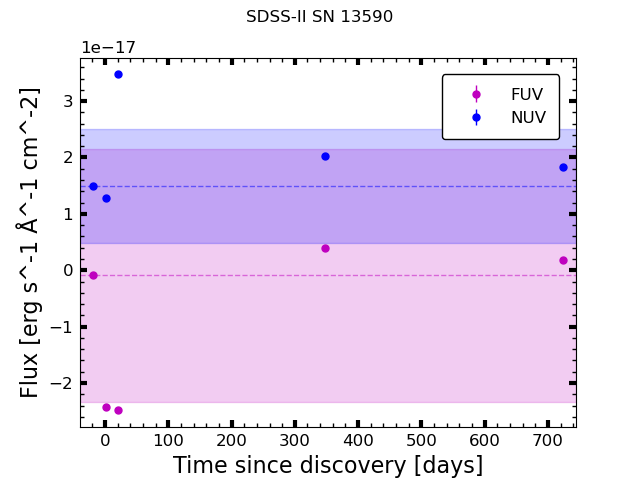 SDSS-II SN 13590
1e−17
FUV
NUV
3
2
1
0
−1
−2
Flux [erg s^-1 Å^-1 cm^-2]
0 100 200 300 400 500 600 700
Time since discovery [days]